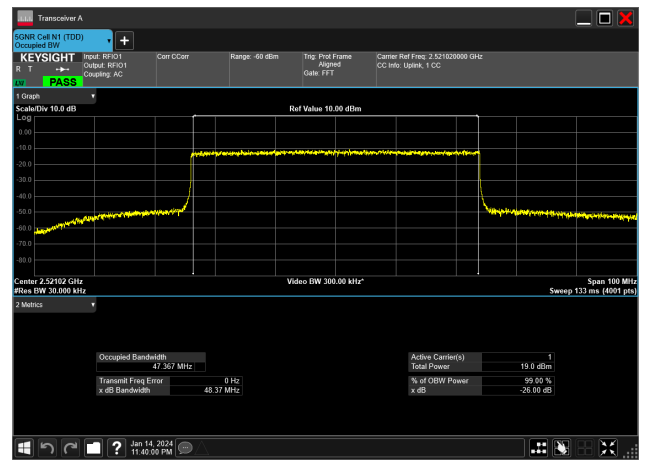 Transceiver A
5GNR Cell N1 (TDD)
Occupied BW
KEYSIGHT
R T
PASS
Input: RFIO1
Output: RFIO1
Coupling: AC
Corr CCorr
Range: -60 dBm
Trig: Prot Frame
Aligned
Gate: FFT
Carrier Ref Freq: 2.521020000 GHz
CC Info: Uplink, 1 CC
1 Graph
Scale/Div 10.0 dB
Ref Value 10.00 dBm
Log
0.00
-10.0
-20.0
-30.0
-40.0
-50.0
-60.0
-70.0
-80.0
Center 2.52102 GHz
Video BW 300.00 kHz*
Span 100 MHz
#Res BW 30.000 kHz
Sweep 133 ms (4001 pts)
2 Metrics
Occupied Bandwidth
47.367 MHz
Transmit Freq Error 0 Hz
x dB Bandwidth 48.37 MHz
Active Carrier(s) 1
Total Power 19.0 dBm
% of OBW Power 99.00 %
x dB -26.00 dB
Jan 14, 2024
11:40:00 PM